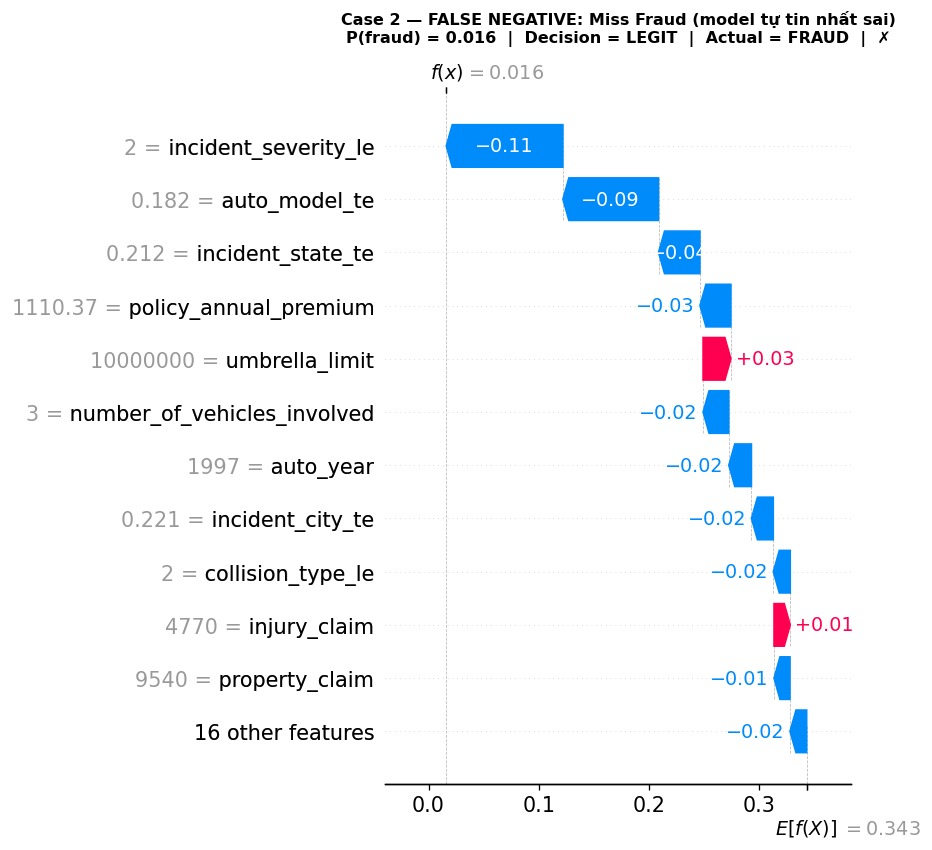 Case 2 — FALSE NEGATIVE: Miss Fraud (model tự tin nhất sai)
P(fraud) = 0.016 | Decision = LEGIT | Actual = FRAUD | ✗
f(x) = 0.016
2 = incident_severity_le −0.11
0.182 = auto_model_te −0.09
0.212 = incident_state_te −0.04
1110.37 = policy_annual_premium −0.03
10000000 = umbrella_limit +0.03
3 = number_of_vehicles_involved −0.02
1997 = auto_year −0.02
0.221 = incident_city_te −0.02
2 = collision_type_le −0.02
4770 = injury_claim +0.01
9540 = property_claim −0.01
16 other features −0.02
0.0 0.1 0.2 0.3
E[f(X)] = 0.343